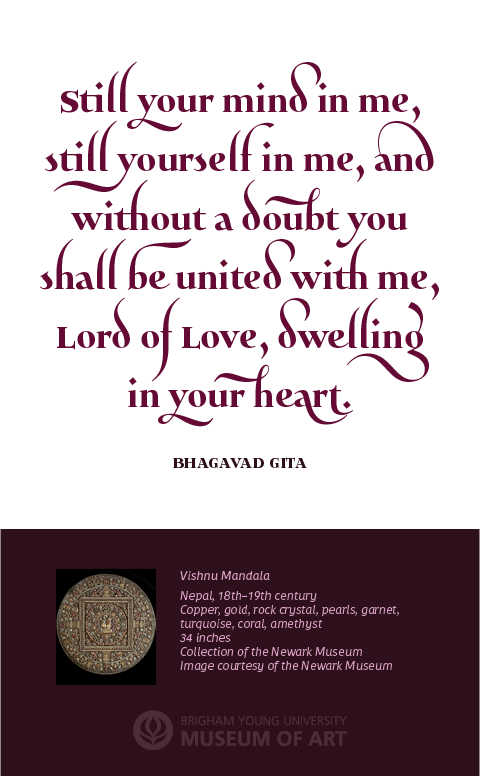 Still your mind in me,
still yourself in me, and
without a doubt you
shall be united with me,
Lord of Love, dwelling
in your heart.
BHAGAVAD GITA
Vishnu Mandala
Nepal, 18th–19th century
Copper, gold, rock crystal, pearls, garnet,
turquoise, coral, amethyst
34 inches
Collection of the Newark Museum
Image courtesy of the Newark Museum
BRIGHAM YOUNG UNIVERSITY
MUSEUM OF ART